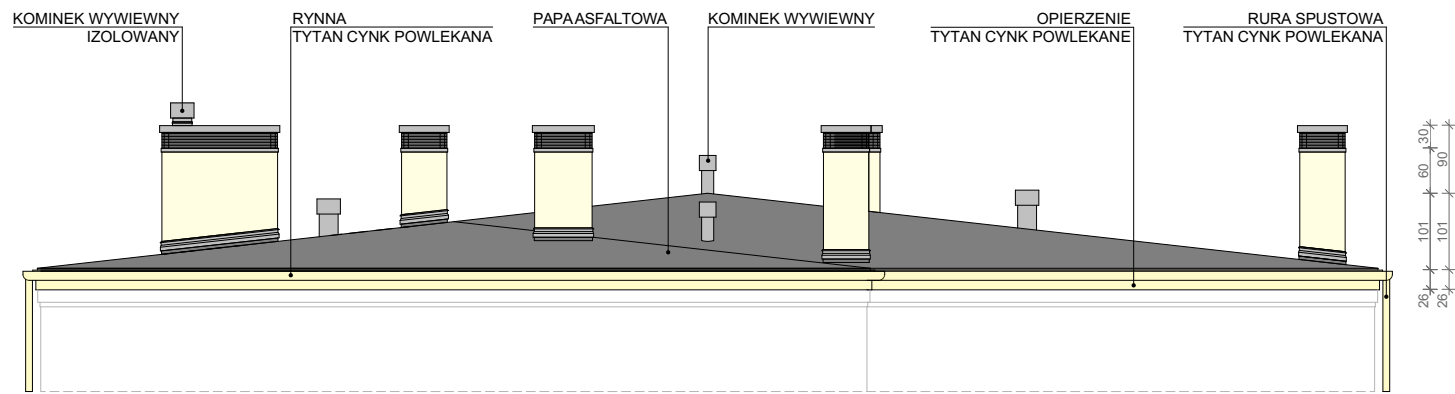 KOMINEK WYWIEWNY
IZOLOWANY
RYNNA
TYTAN CYNK POWLEKANA
PAPA ASFALTOWA
KOMINEK WYWIEWNY
OPIERZENIE
TYTAN CYNK POWLEKANE
RURA SPUSTOWA
TYTAN CYNK POWLEKANA
30
60
90
101
101
26
26